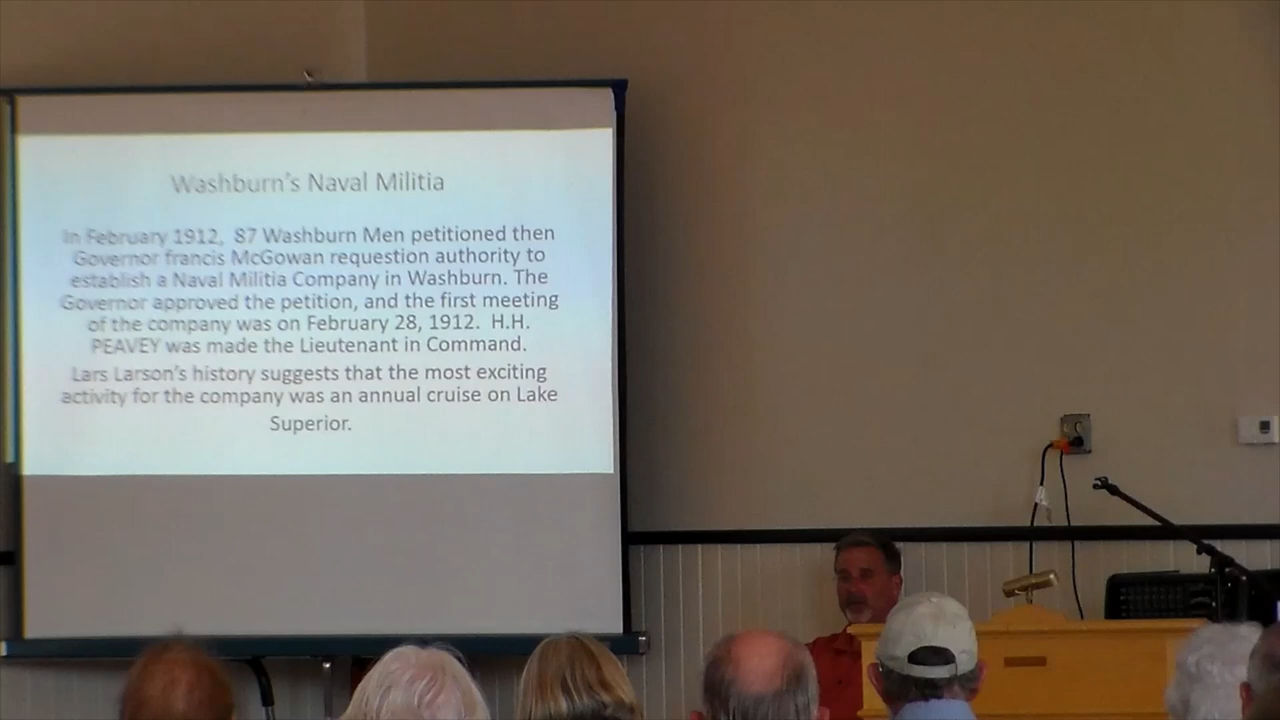 Washburn's Naval Militia
In February 1912, 87 Washburn Men petitioned then
Governor francis McGowan requestion authority to
establish a Naval Militia Company in Washburn. The
Governor approved the petition, and the first meeting
of the company was on February 28, 1912. H.H.
PEAVEY was made the Lieutenant in Command.
Lars Larson's history suggests that the most exciting
activity for the company was an annual cruise on Lake
Superior.